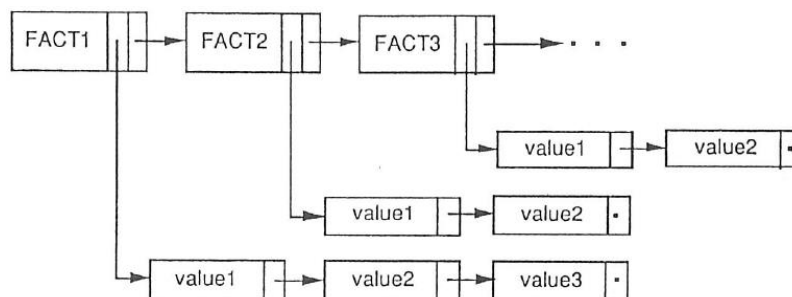 FACT1 FACT2 FACT3 . . .
value1 value2
value1 value2
value1 value2 value3